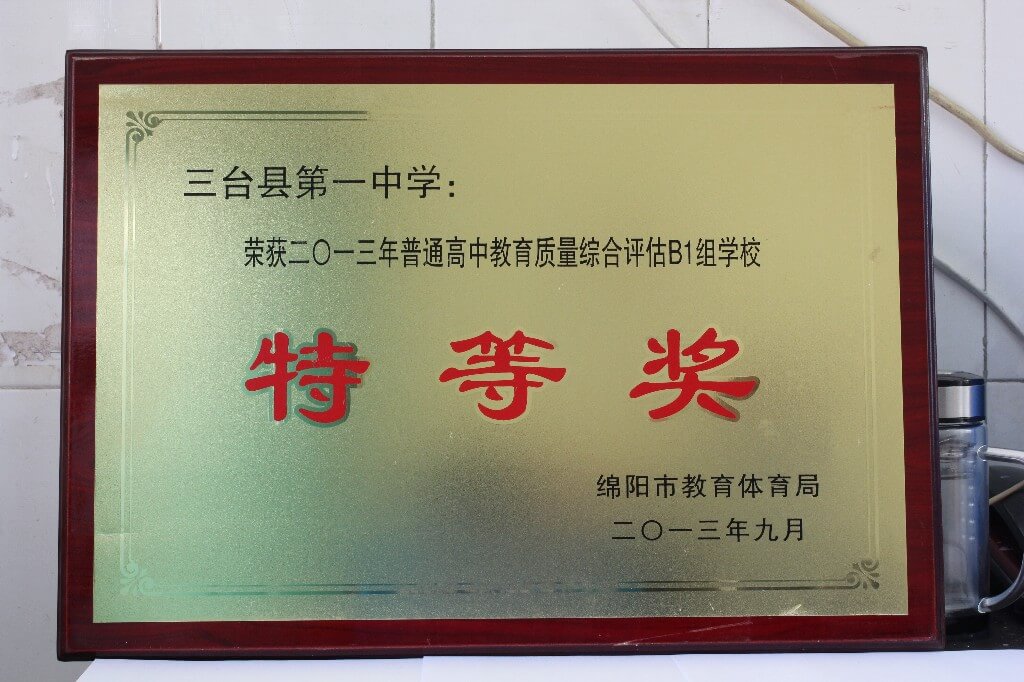 三台县第一中学：
荣获二〇一三年普通高中教育质量综合评估B1组学校
特等奖
绵阳市教育体育局
二〇一三年九月